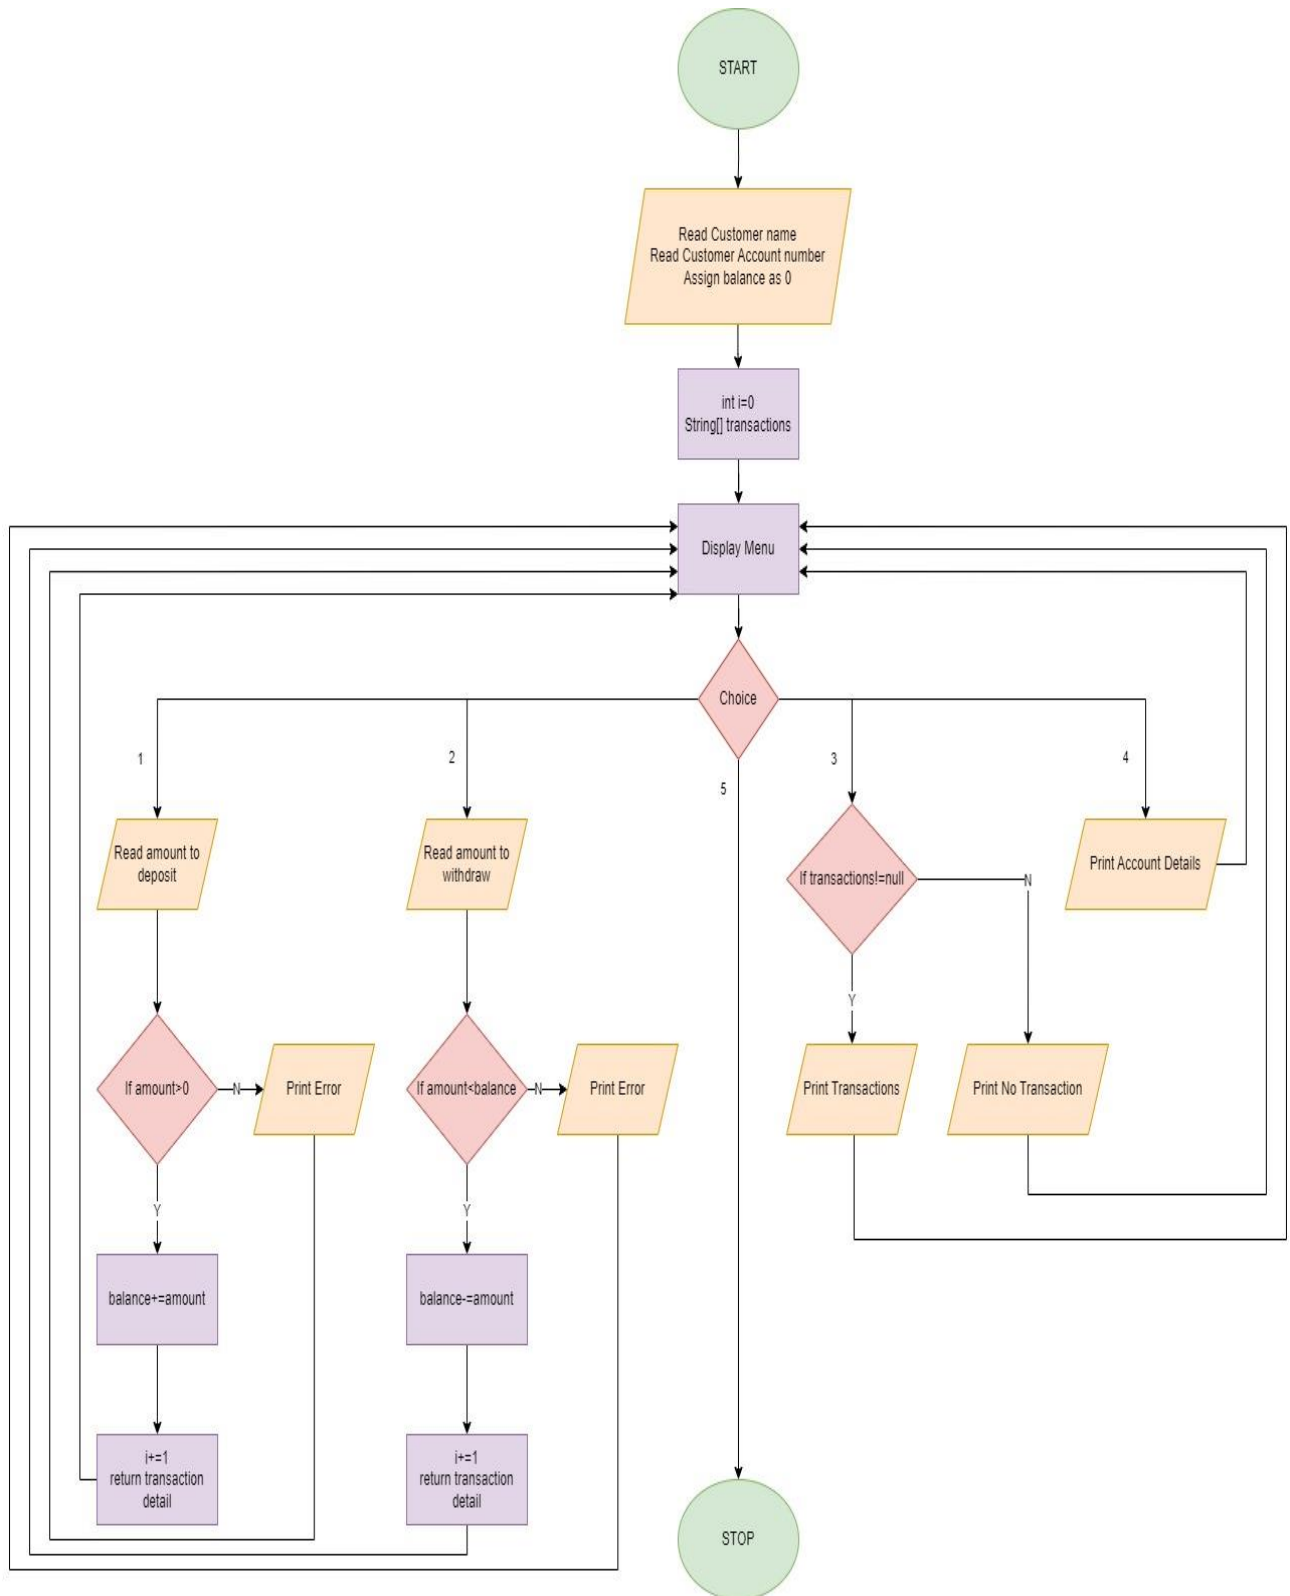 START
Read Customer name
Read Customer Account number
Assign balance as 0
int i=0
String[] transactions
Display Menu
Choice
1
2
5
3
4
Read amount to
deposit
Read amount to
withdraw
If transactions!=null
N
Print Account Details
Y
If amount>0
N
Print Error
If amount<balance
N
Print Error
Print Transactions
Print No Transaction
Y
Y
balance+=amount
balance-=amount
i+=1
return transaction
detail
i+=1
return transaction
detail
STOP